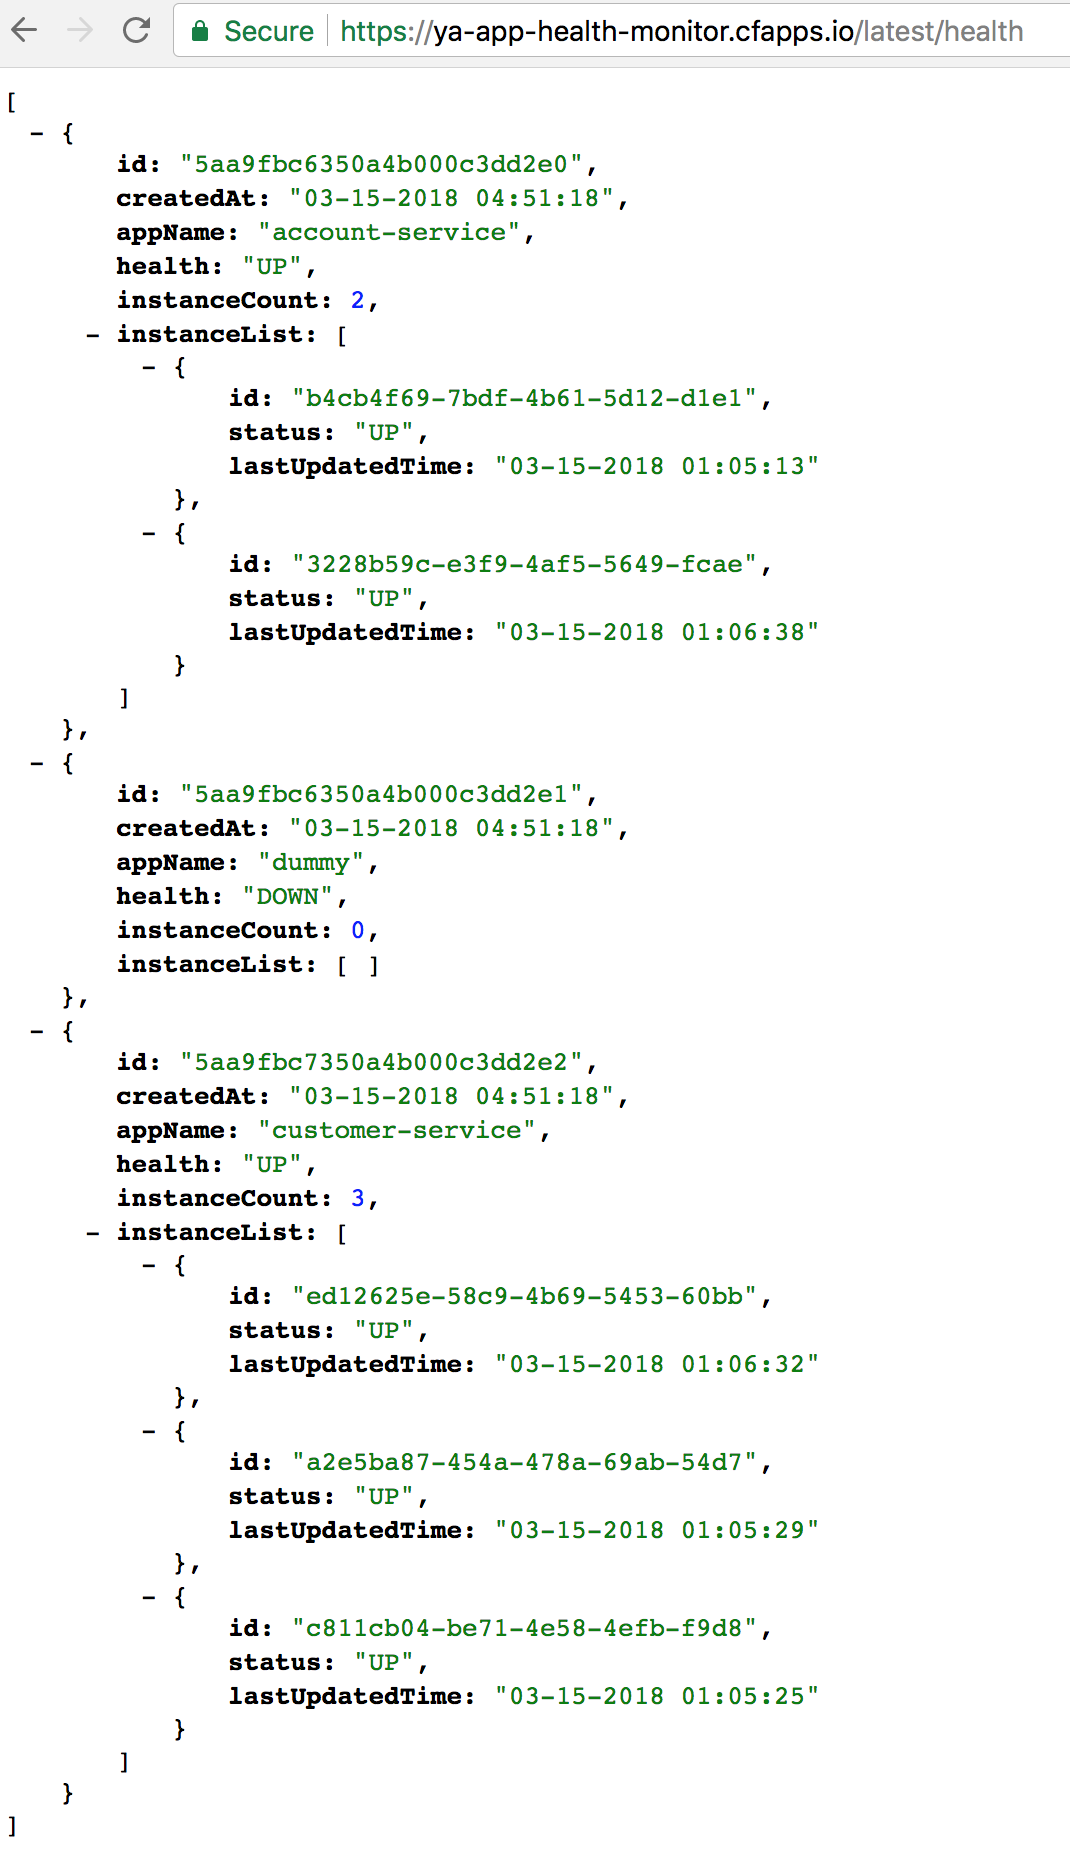 Secure https://ya-app-health-monitor.cfapps.io/latest/health
[
- {
id: "5aa9fbc6350a4b000c3dd2e0",
createdAt: "03-15-2018 04:51:18",
appName: "account-service",
health: "UP",
instanceCount: 2,
- instanceList: [
- {
id: "b4cb4f69-7bdf-4b61-5d12-d1e1",
status: "UP",
lastUpdatedTime: "03-15-2018 01:05:13"
},
- {
id: "3228b59c-e3f9-4af5-5649-fcae",
status: "UP",
lastUpdatedTime: "03-15-2018 01:06:38"
}
]
},
- {
id: "5aa9fbc6350a4b000c3dd2e1",
createdAt: "03-15-2018 04:51:18",
appName: "dummy",
health: "DOWN",
instanceCount: 0,
instanceList: [ ]
},
- {
id: "5aa9fbc7350a4b000c3dd2e2",
createdAt: "03-15-2018 04:51:18",
appName: "customer-service",
health: "UP",
instanceCount: 3,
- instanceList: [
- {
id: "ed12625e-58c9-4b69-5453-60bb",
status: "UP",
lastUpdatedTime: "03-15-2018 01:06:32"
},
- {
id: "a2e5ba87-454a-478a-69ab-54d7",
status: "UP",
lastUpdatedTime: "03-15-2018 01:05:29"
},
- {
id: "c811cb04-be71-4e58-4efb-f9d8",
status: "UP",
lastUpdatedTime: "03-15-2018 01:05:25"
}
]
}
]